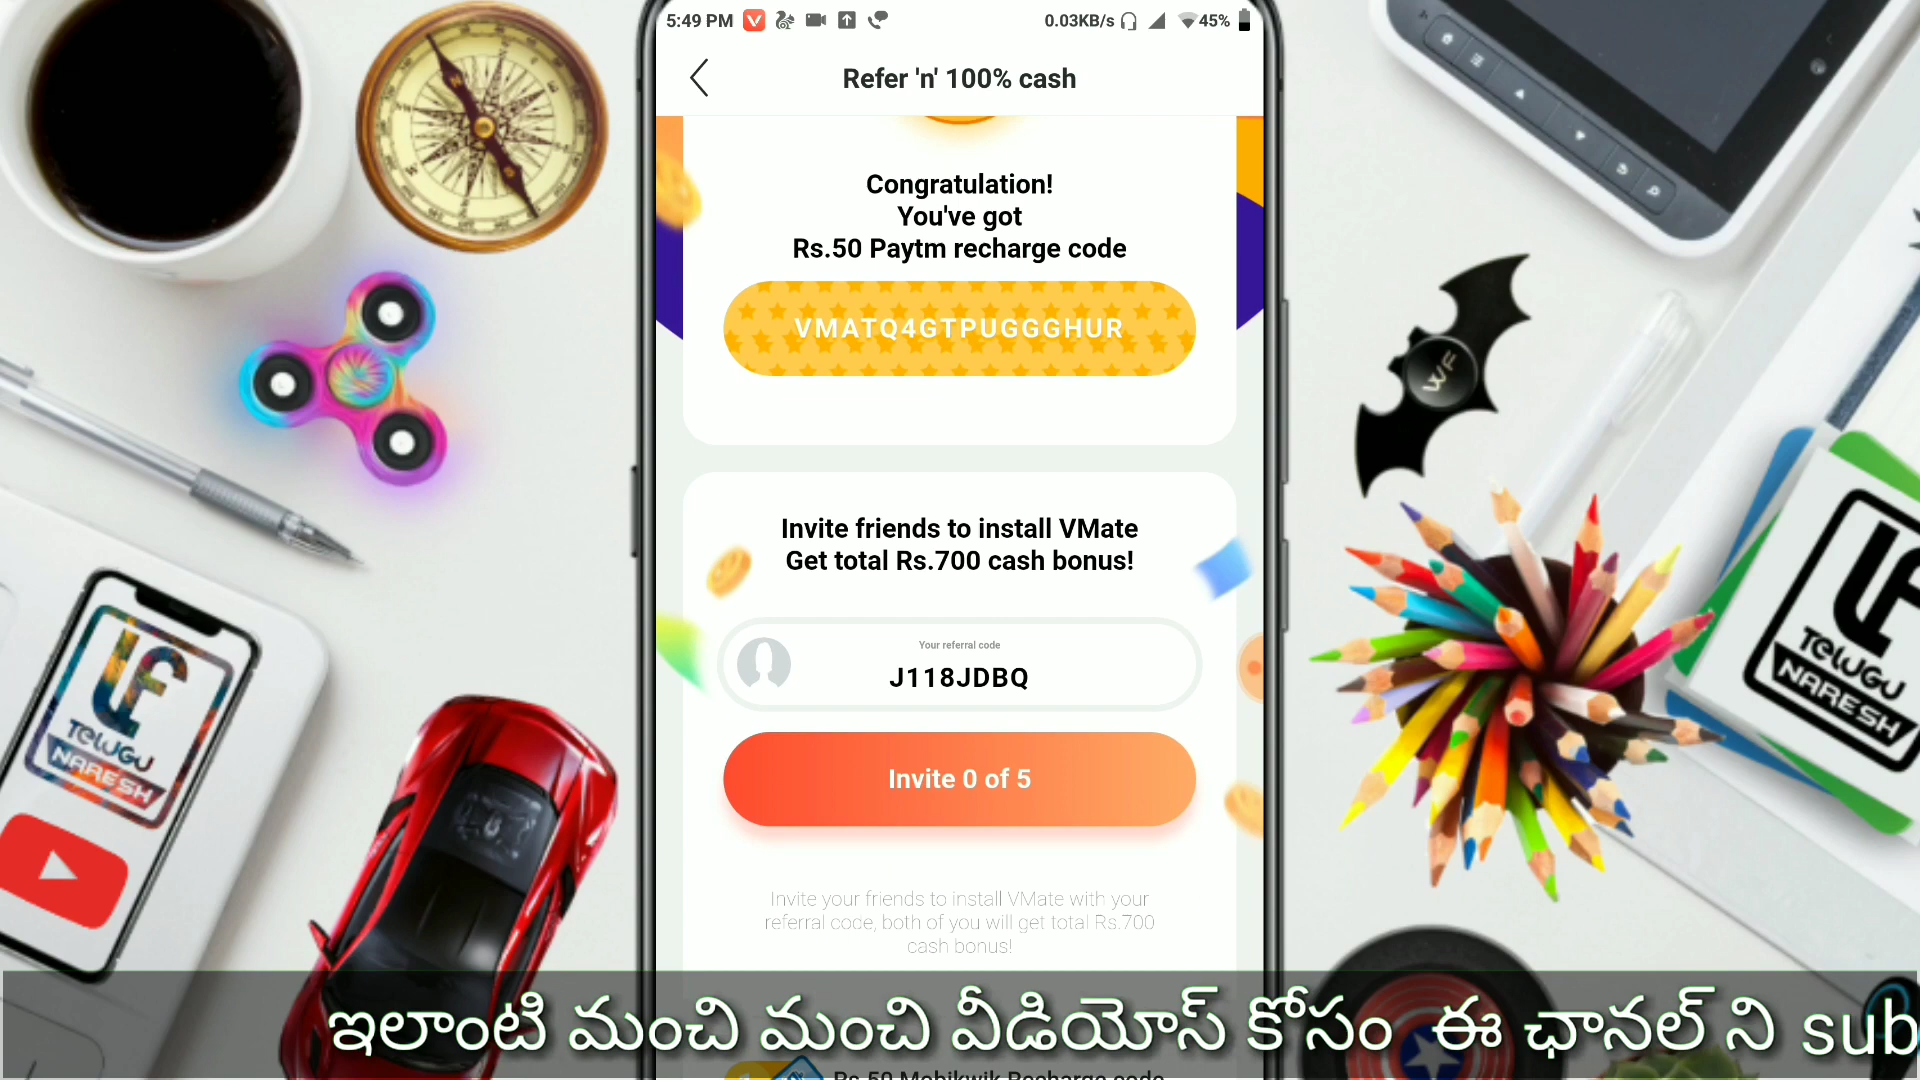 5:49 PM
0.03KB/s
45%
Refer 'n' 100% cash
Congratulation!
You've got
Rs.50 Paytm recharge code
VMATQ4GTPUGGGHUR
Invite friends to install VMate
Get total Rs.700 cash bonus!
Your referral code
J118JDBQ
Invite 0 of 5
Invite your friends to install VMate with your
referral code, both of you will get total Rs.700
cash bonus!
Rs.50 Mobikwik Recharge code
WF
TELUGU
NARESH
TELUGU
NARESH
ఇలాంటి మంచి మంచి వీడియోస్ కోసం ఈ ఛానల్ ని sub